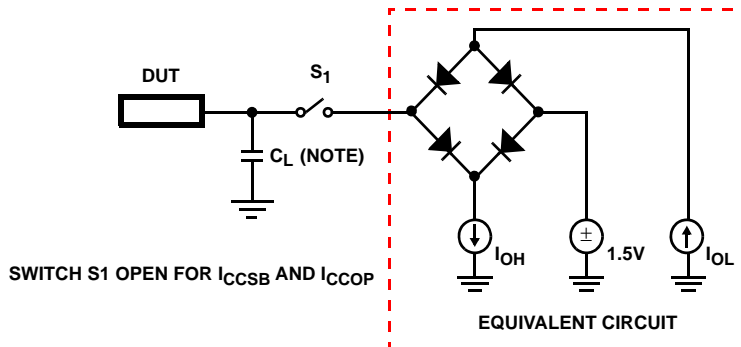 DUT
S1
CL (NOTE)
IOH
±
1.5V
IOL
SWITCH S1 OPEN FOR ICCSB AND ICCOP
EQUIVALENT CIRCUIT